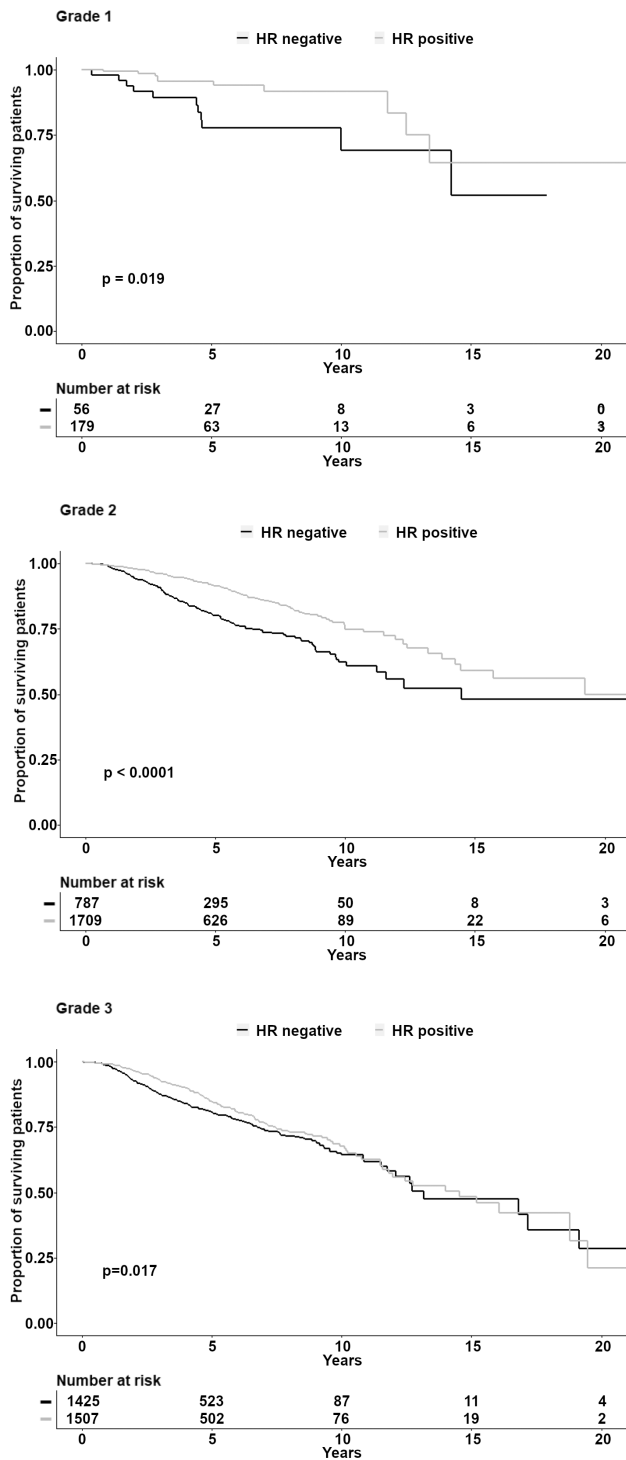 Grade 1
HR negative HR positive
Proportion of surviving patients
1.00
0.75
0.50
0.25
0.00
p = 0.019
0 5 10 15 20
Years
Number at risk
56 27 8 3 0
179 63 13 6 3
0 5 10 15 20
Years
Grade 2
HR negative HR positive
Proportion of surviving patients
1.00
0.75
0.50
0.25
0.00
p < 0.0001
0 5 10 15 20
Years
Number at risk
787 295 50 8 3
1709 626 89 22 6
0 5 10 15 20
Years
Grade 3
HR negative HR positive
Proportion of surviving patients
1.00
0.75
0.50
0.25
0.00
p=0.017
0 5 10 15 20
Years
Number at risk
1425 523 87 11 4
1507 502 76 19 2
0 5 10 15 20
Years